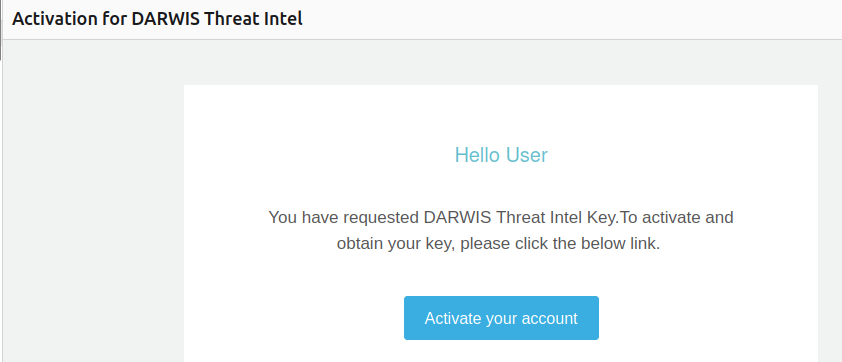 Activation for DARWIS Threat Intel
Hello User
You have requested DARWIS Threat Intel Key.To activate and
obtain your key, please click the below link.
Activate your account